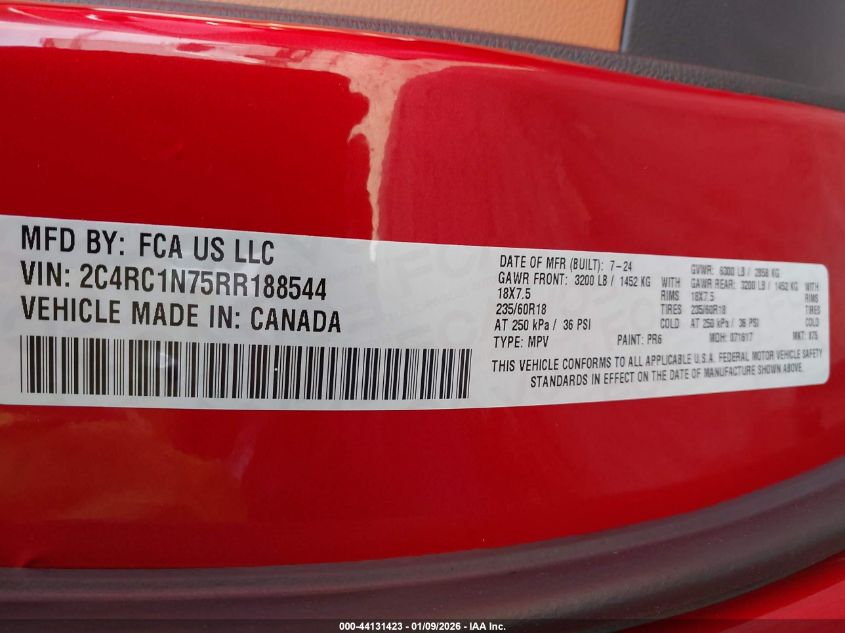 MFD BY: FCA US LLC
VIN: 2C4RC1N75RR188544
VEHICLE MADE IN: CANADA
DATE OF MFR (BUILT): 7-24 GVWR: 6300 LB / 2858 KG
GAWR FRONT: 3200 LB / 1452 KG WITH GAWR REAR: 3200 LB / 1452 KG WITH
18X7.5 RIMS 18X7.5 RIMS
235/60R18 TIRES 235/60R18 TIRES
AT 250 kPa / 36 PSI COLD AT 250 kPa / 36 PSI COLD
TYPE: MPV PAINT: PR6 MDH: 071617 MKT:
THIS VEHICLE CONFORMS TO ALL APPLICABLE U.S.A. FEDERAL MOTOR VEHICLE SAFETY
STANDARDS IN EFFECT ON THE DATE OF MANUFACTURE SHOWN ABOVE.
000-44131423 - 01/09/2026 - IAA Inc.